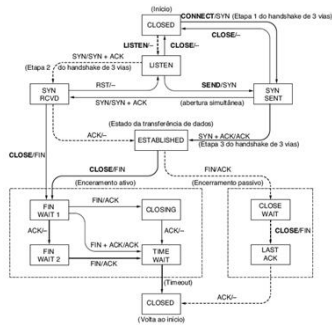 (Início)
CLOSED
CONNECT/SYN (Etapa 1 do handshake de 3 vias)
CLOSE/–
LISTEN/–
CLOSE/–
SYN/SYN + ACK
(Etapa 2 do handshake de 3 vias)
LISTEN
SYN
RCVD
RST/–
SEND/SYN
SYN
SENT
SYN/SYN + ACK
(abertura simultânea)
(Estado da transferência de dados)
ACK/–
ESTABLISHED
SYN + ACK/ACK
(Etapa 3 do handshake de 3 vias)
CLOSE/FIN
CLOSE/FIN
FIN/ACK
(Encerramento ativo)
(Encerramento passivo)
FIN
WAIT 1
FIN/ACK
CLOSING
CLOSE
WAIT
ACK/–
FIN + ACK/ACK
ACK/–
CLOSE/FIN
FIN
WAIT 2
FIN/ACK
TIME
WAIT
LAST
ACK
(Timeout)
CLOSED
ACK/–
(Volta ao início)